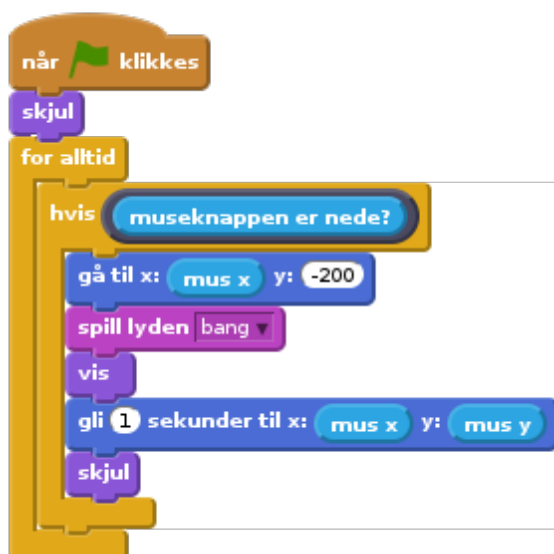 når klikkes
skjul
for alltid
hvis museknappen er nede?
gå til x: mus x y: -200
spill lyden bang
vis
gli 1 sekunder til x: mus x y: mus y
skjul